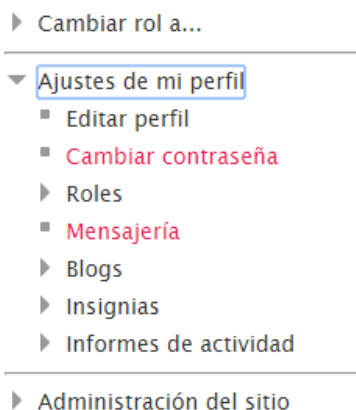 Cambiar rol a...
Ajustes de mi perfil
Editar perfil
Cambiar contraseña
Roles
Mensajería
Blogs
Insignias
Informes de actividad
Administración del sitio